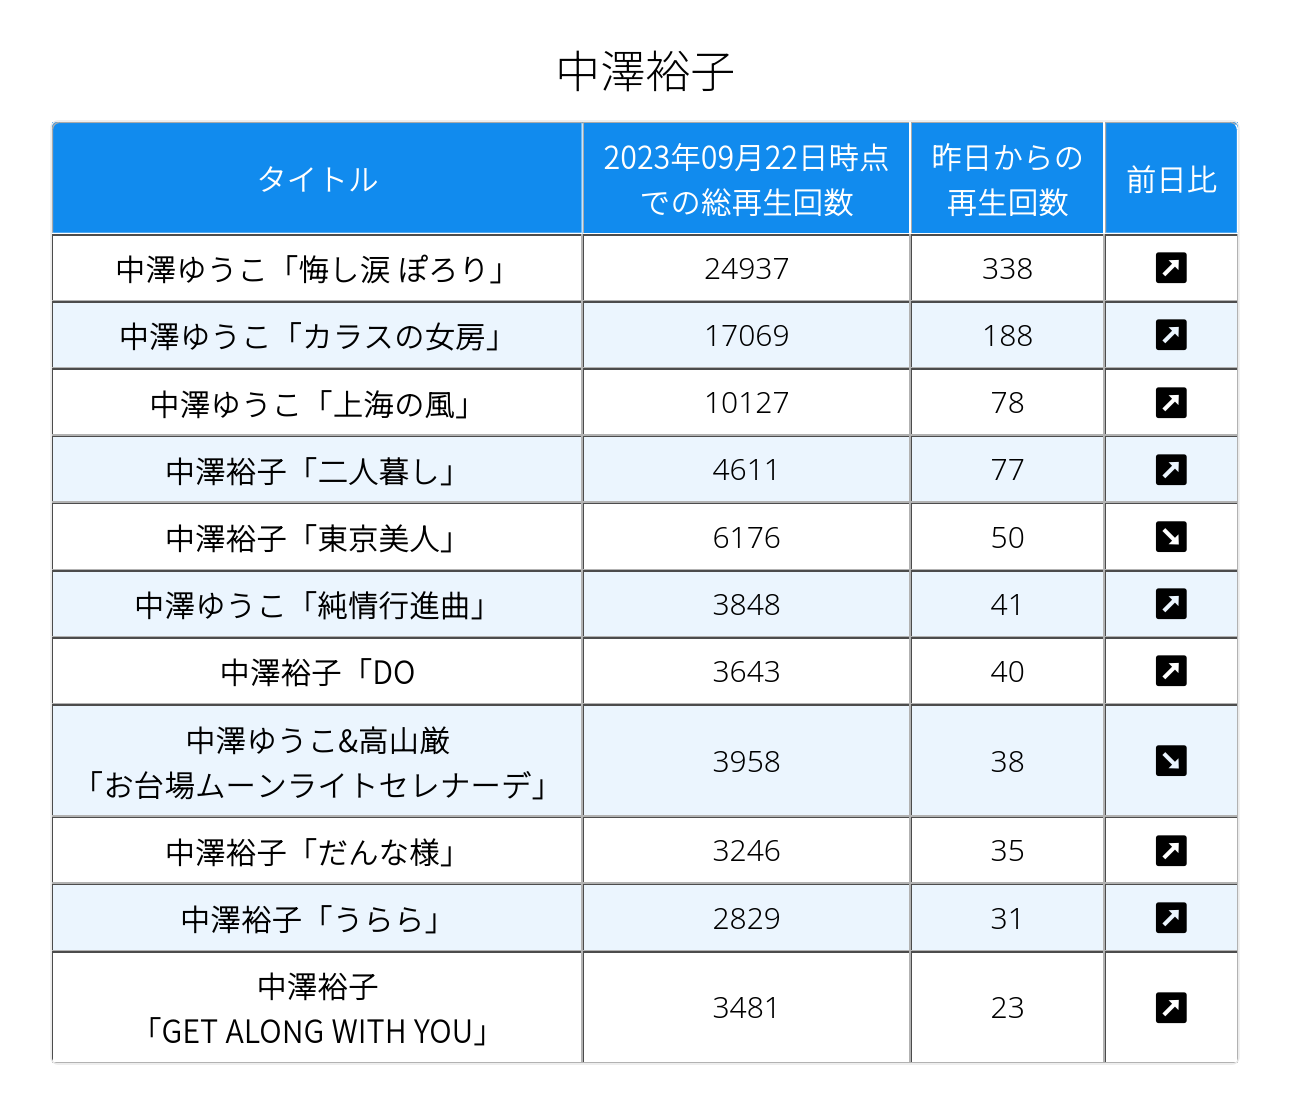 中澤裕子
タイトル
2023年09月22日時点
での総再生回数
昨日からの
再生回数
前日比
中澤ゆうこ「悔し涙 ぽろり」
24937
338
中澤ゆうこ「カラスの女房」
17069
188
中澤ゆうこ「上海の風」
10127
78
中澤裕子「二人暮し」
4611
77
中澤裕子「東京美人」
6176
50
中澤ゆうこ「純情行進曲」
3848
41
中澤裕子「DO
3643
40
中澤ゆうこ&高山厳
「お台場ムーンライトセレナーデ」
3958
38
中澤裕子「だんな様」
3246
35
中澤裕子「うらら」
2829
31
中澤裕子
「GET ALONG WITH YOU」
3481
23